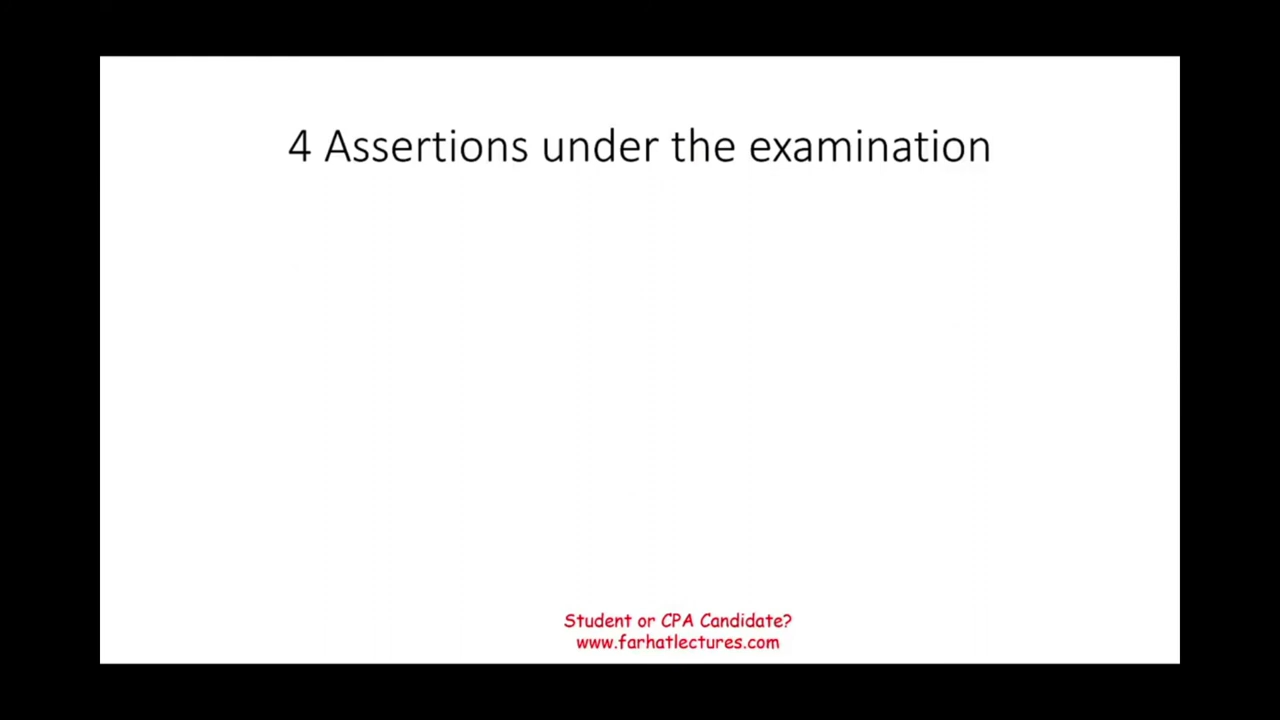 4 Assertions under the examination
Student or CPA Candidate?
www.farhatlectures.com